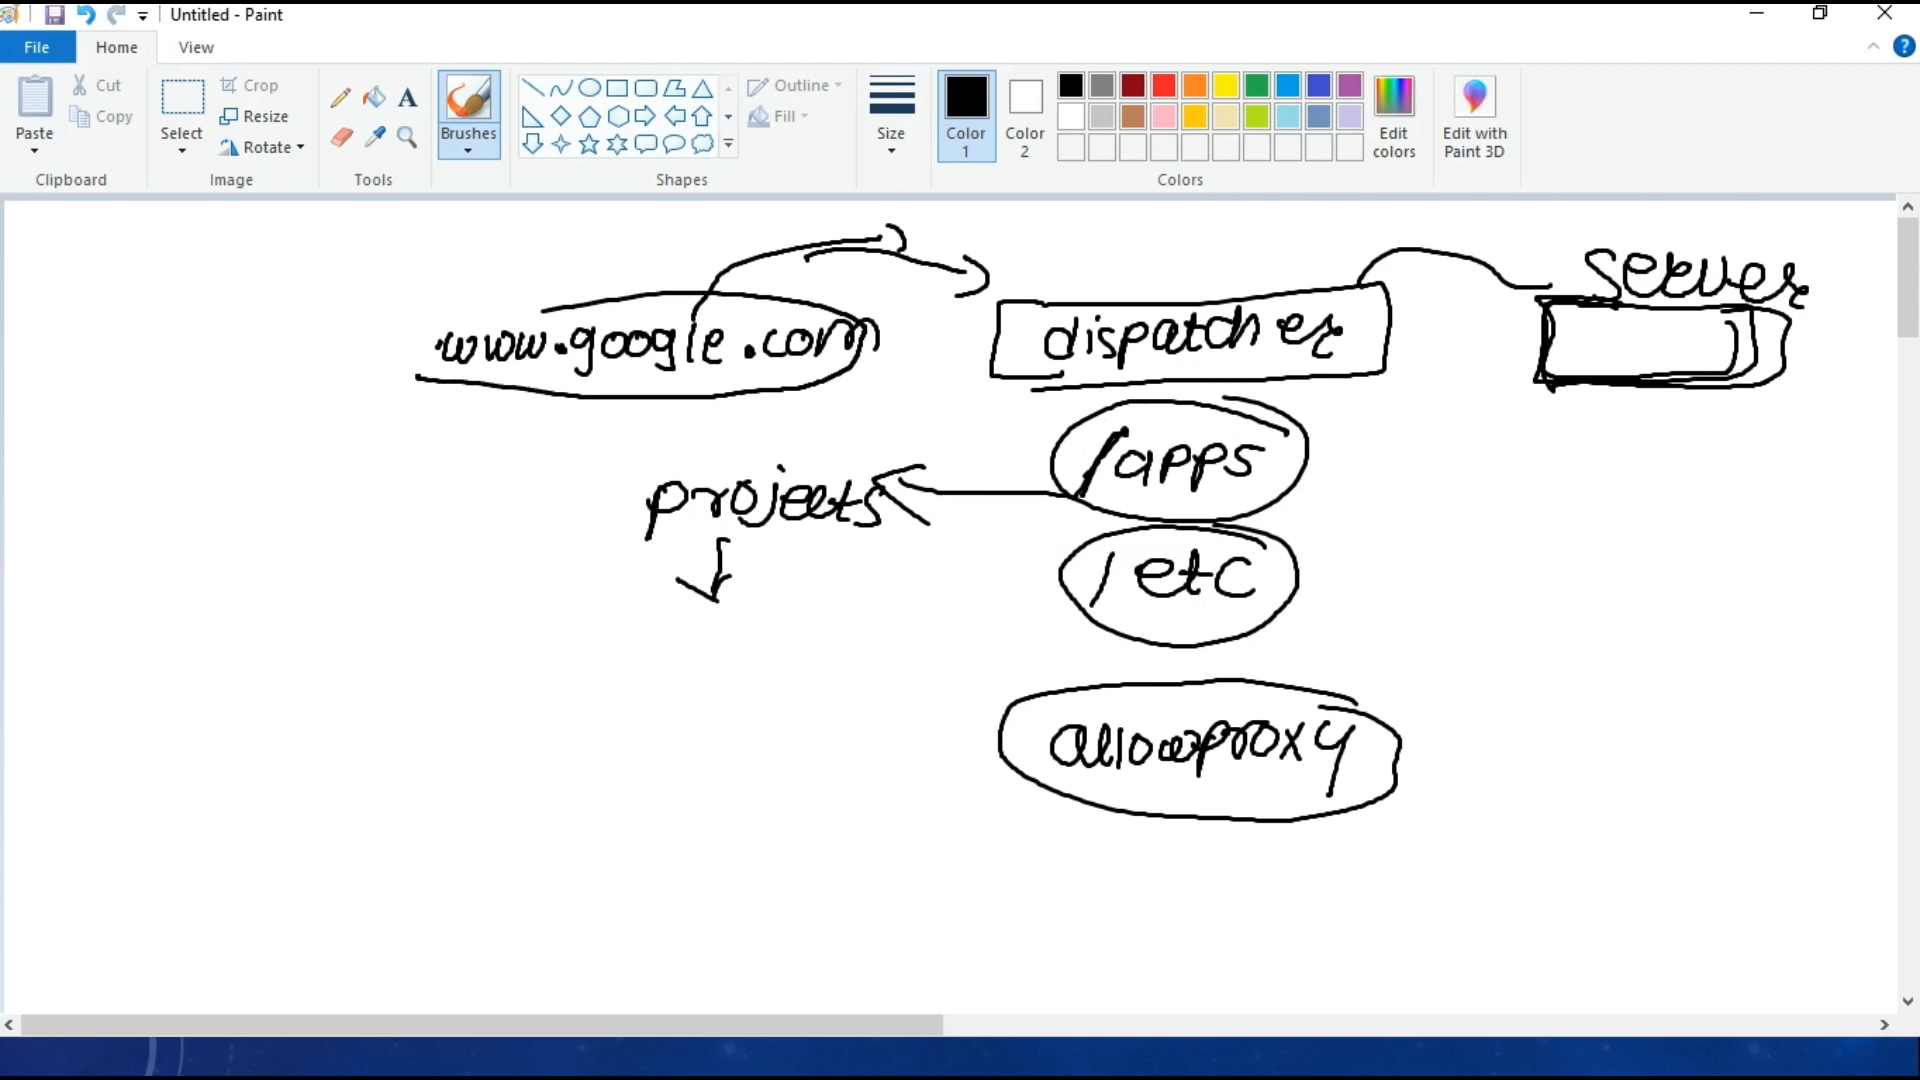 Untitled - Paint
File Home View
Cut
Copy
Paste
Crop
Resize
Rotate
Select
A
Brushes
Outline
Fill
Size
Color 1
Color 2
Edit colors
Edit with Paint 3D
Clipboard
Image
Tools
Shapes
Colors
server
www.google.com
dispatcher
/apps
projects
/etc
allowproxy